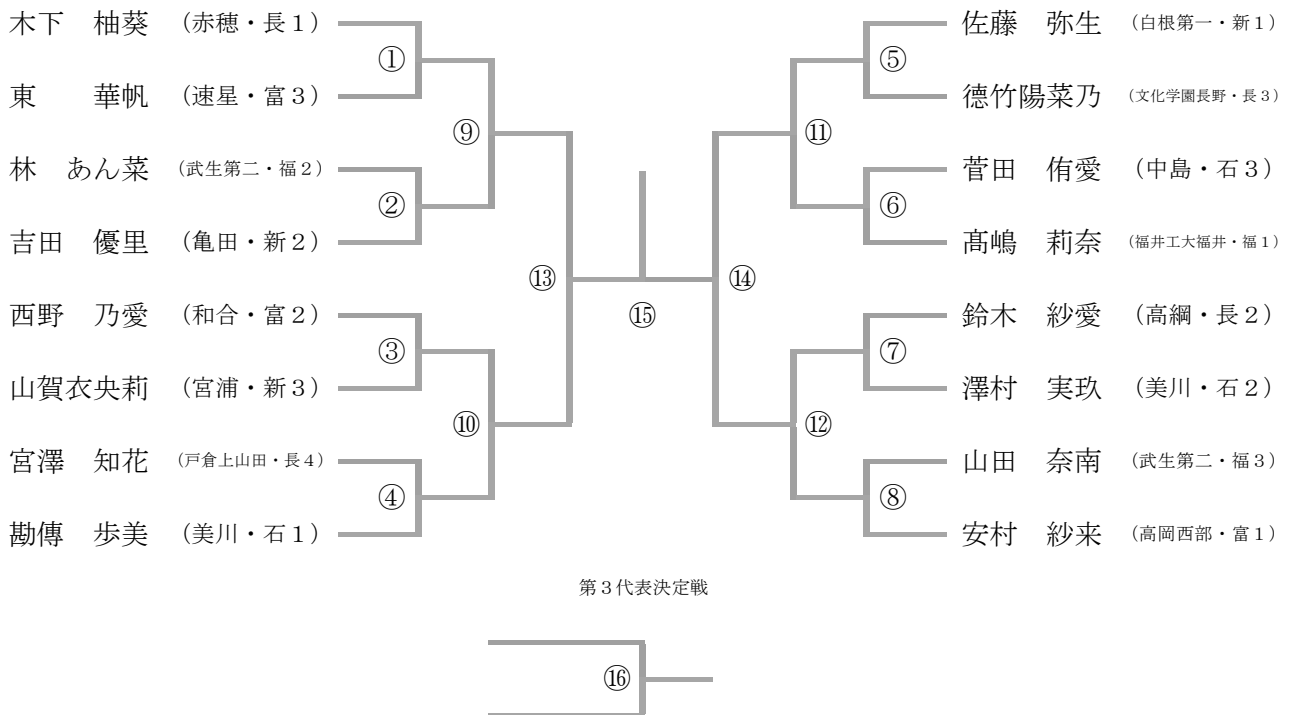 木下　柚葵　（赤穂・長１）
①
東　　華帆　（速星・富３）
⑨
林　あん菜　（武生第二・福２）
②
吉田　優里　（亀田・新２）
⑬
西野　乃愛　（和合・富２）
③
山賀衣央莉　（宮浦・新３）
⑩
宮澤　知花　（戸倉上山田・長４）
④
勘傳　歩美　（美川・石１）
⑮
佐藤　弥生　（白根第一・新１）
⑤
德竹陽菜乃　（文化学園長野・長３）
⑪
菅田　侑愛　（中島・石３）
⑥
髙嶋　莉奈　（福井工大福井・福１）
⑭
鈴木　紗愛　（高綱・長２）
⑦
澤村　実玖　（美川・石２）
⑫
山田　奈南　（武生第二・福３）
⑧
安村　紗来　（高岡西部・富１）
第３代表決定戦
⑯